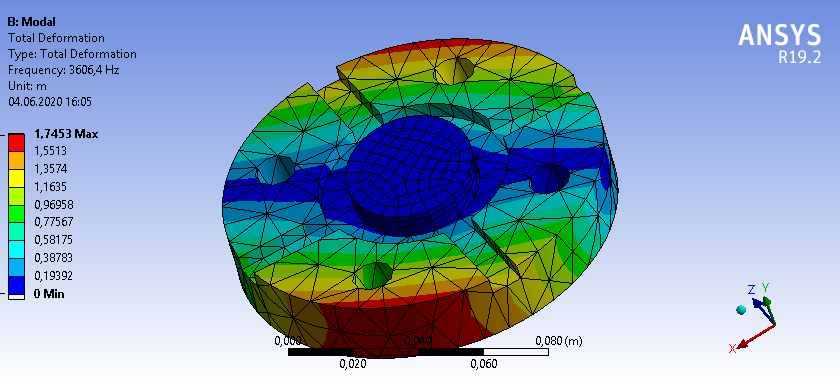 B: Modal
Total Deformation
Type: Total Deformation
Frequency: 3606,4 Hz
Unit: m
04.06.2020 16:05
ANSYS
R19.2
1,7453 Max
1,5513
1,3574
1,1635
0,96958
0,77567
0,58175
0,38783
0,19392
0 Min
0,000
0,040
0,080 (m)
0,020
0,060
Z
Y
X